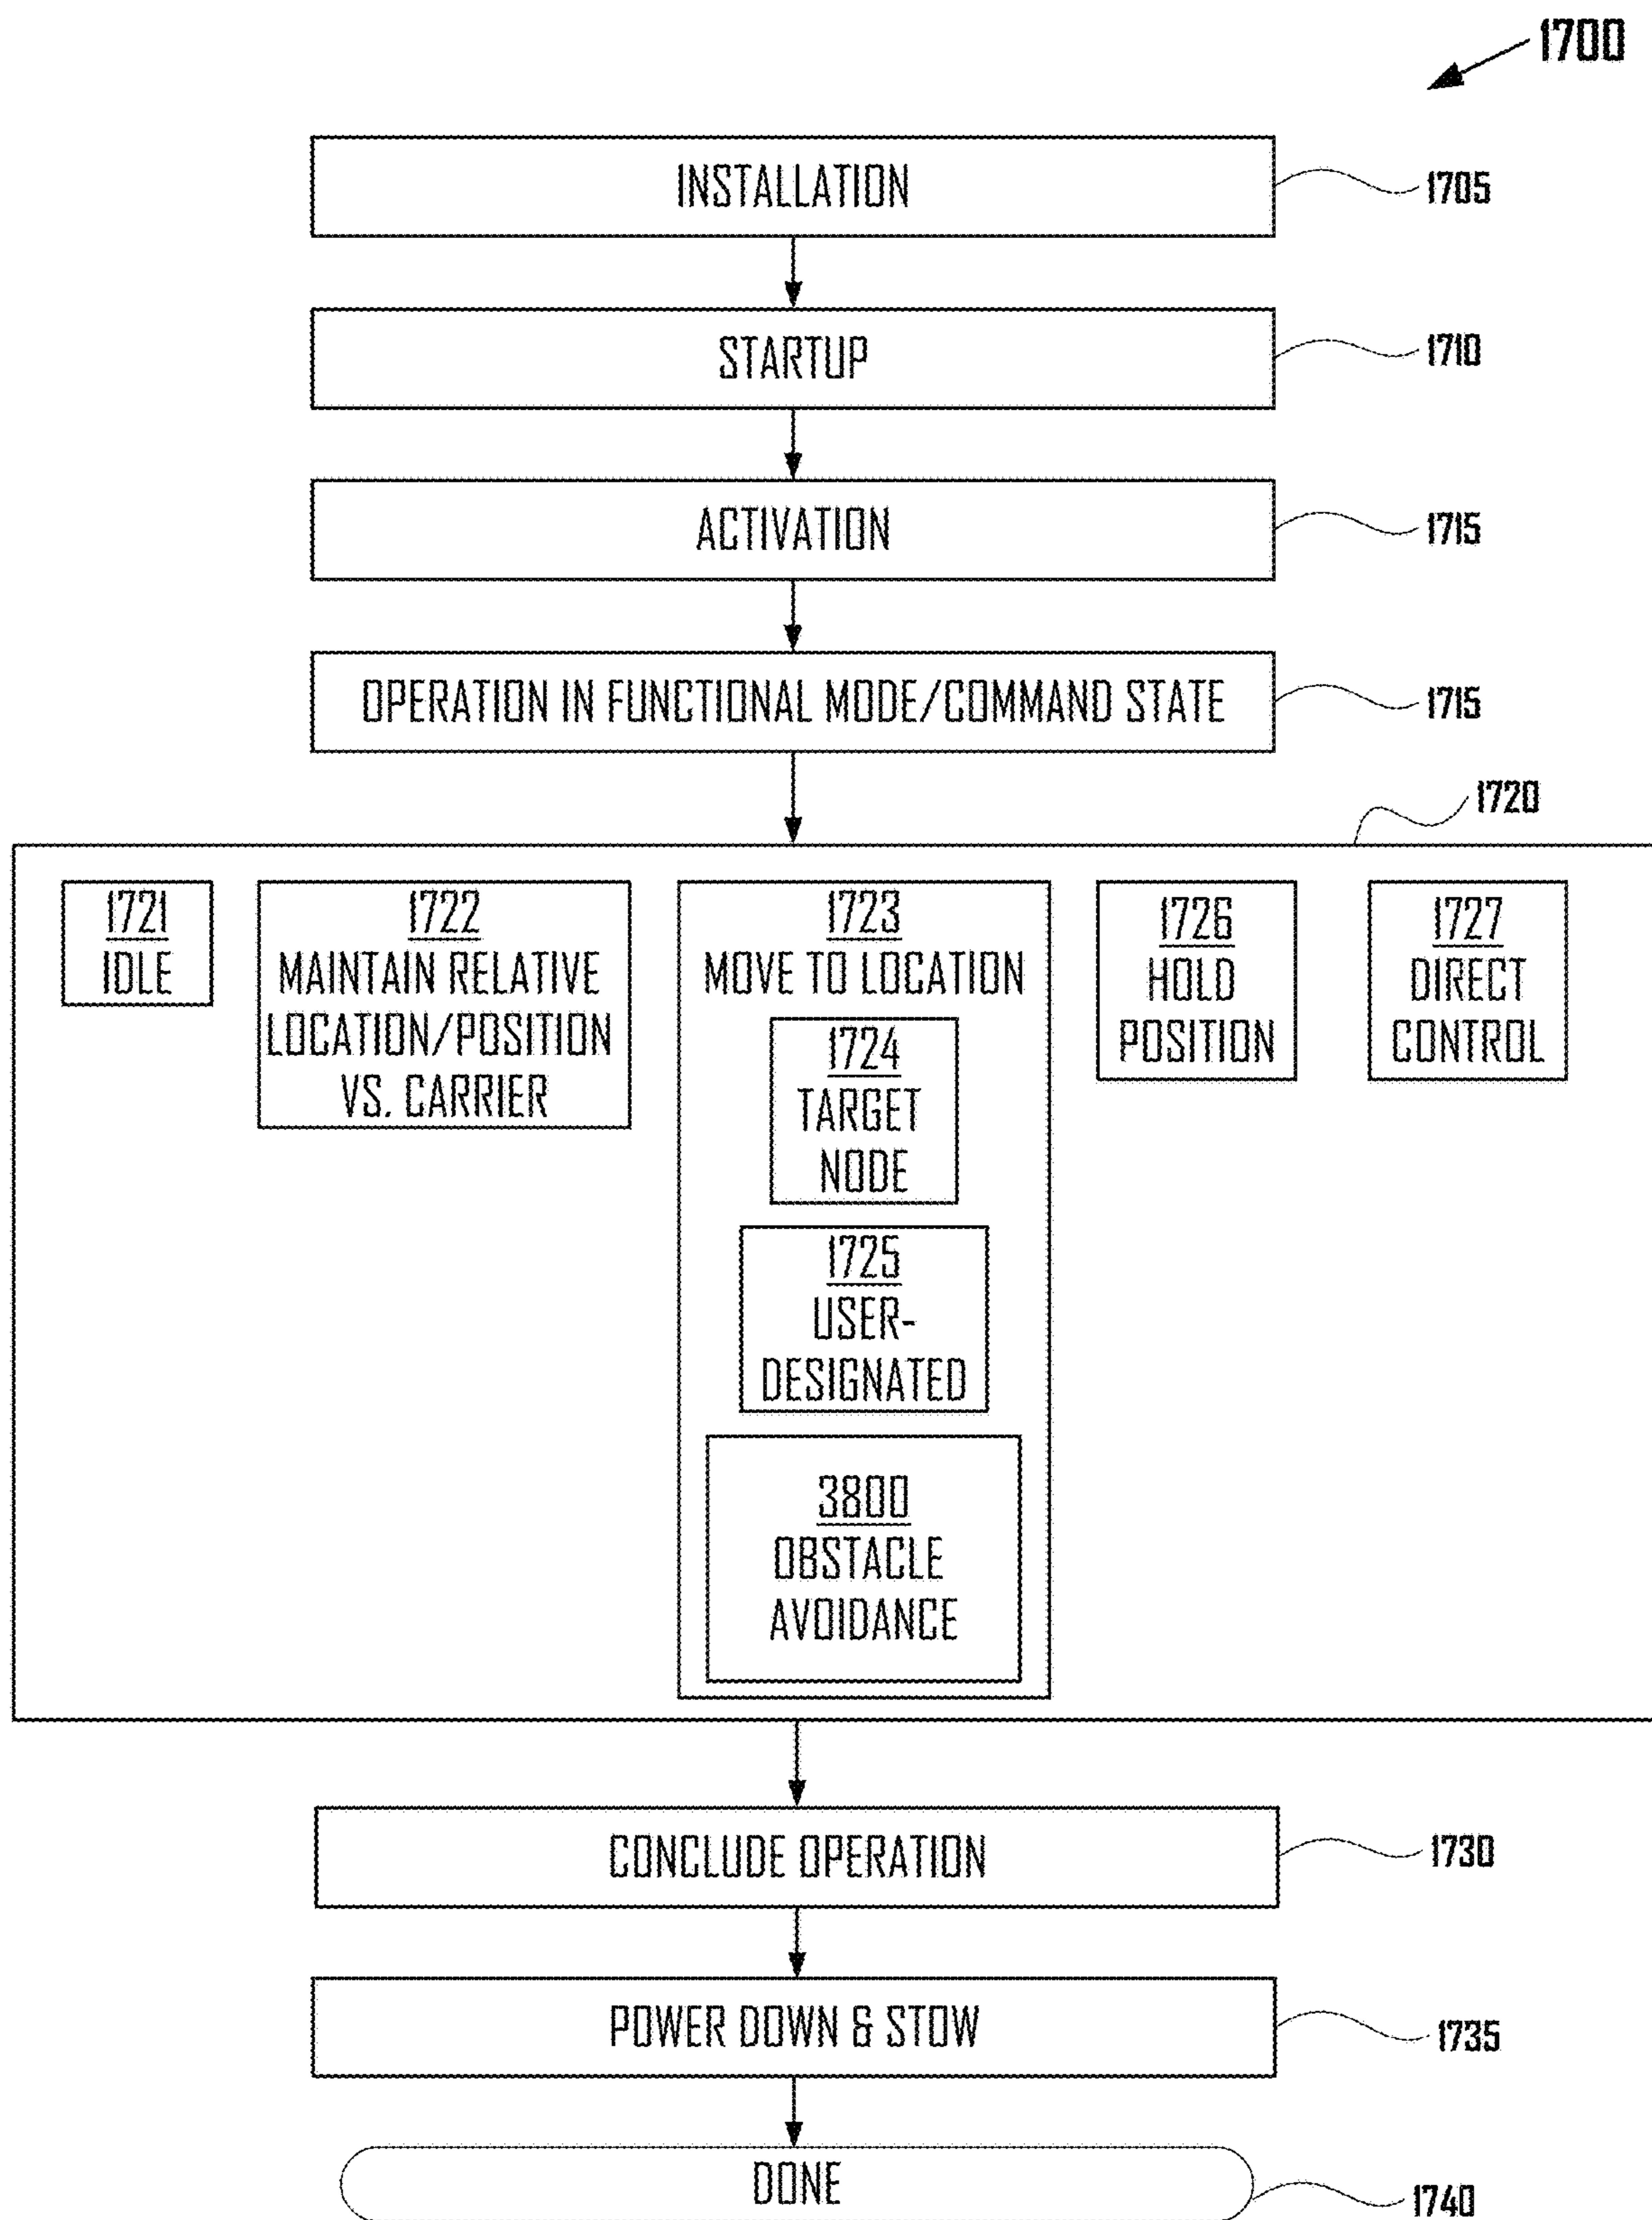 1700
INSTALLATION
1705
STARTUP
1710
ACTIVATION
1715
OPERATION IN FUNCTIONAL MODE/COMMAND STATE
1715
1720
1721
IDLE
1722
MAINTAIN RELATIVE
LOCATION/POSITION
VS. CARRIER
1723
MOVE TO LOCATION
1724
TARGET
NODE
1725
USER-
DESIGNATED
3800
OBSTACLE
AVOIDANCE
1726
HOLD
POSITION
1727
DIRECT
CONTROL
CONCLUDE OPERATION
1730
POWER DOWN & STOW
1735
DONE
1740